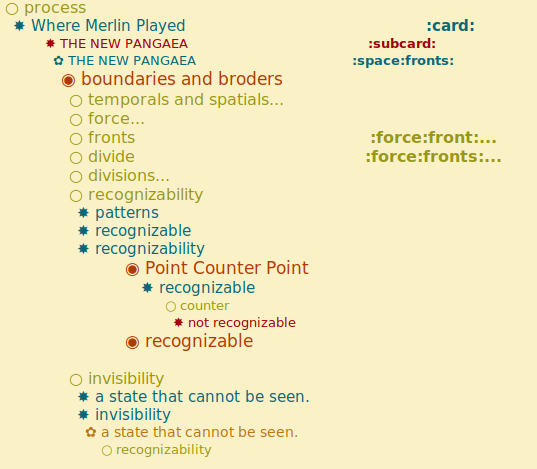 ○ process
✸ Where Merlin Played :card:
✸ THE NEW PANGAEA :subcard:
✿ THE NEW PANGAEA :space:fronts:
◉ boundaries and broders
○ temporals and spatials...
○ force...
○ fronts :force:front:...
○ divide :force:fronts:...
○ divisions...
○ recognizability
✸ patterns
✸ recognizable
✸ recognizability
◉ Point Counter Point
✸ recognizable
○ counter
✸ not recognizable
◉ recognizable
○ invisibility
✸ a state that cannot be seen.
✸ invisibility
✿ a state that cannot be seen.
○ recognizability